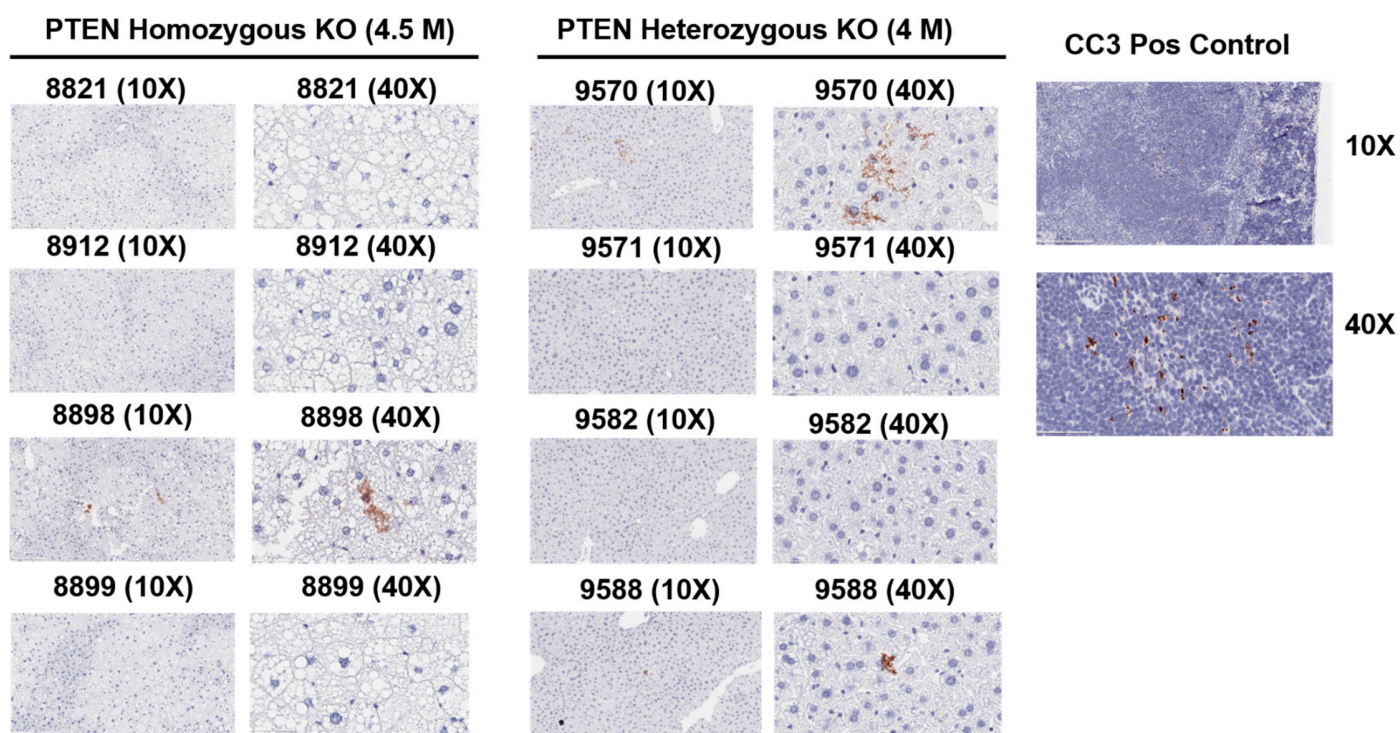 PTEN Homozygous KO (4.5 M)
PTEN Heterozygous KO (4 M)
CC3 Pos Control
8821 (10X)
8821 (40X)
9570 (10X)
9570 (40X)
10X
8912 (10X)
8912 (40X)
9571 (10X)
9571 (40X)
40X
8898 (10X)
8898 (40X)
9582 (10X)
9582 (40X)
8899 (10X)
8899 (40X)
9588 (10X)
9588 (40X)